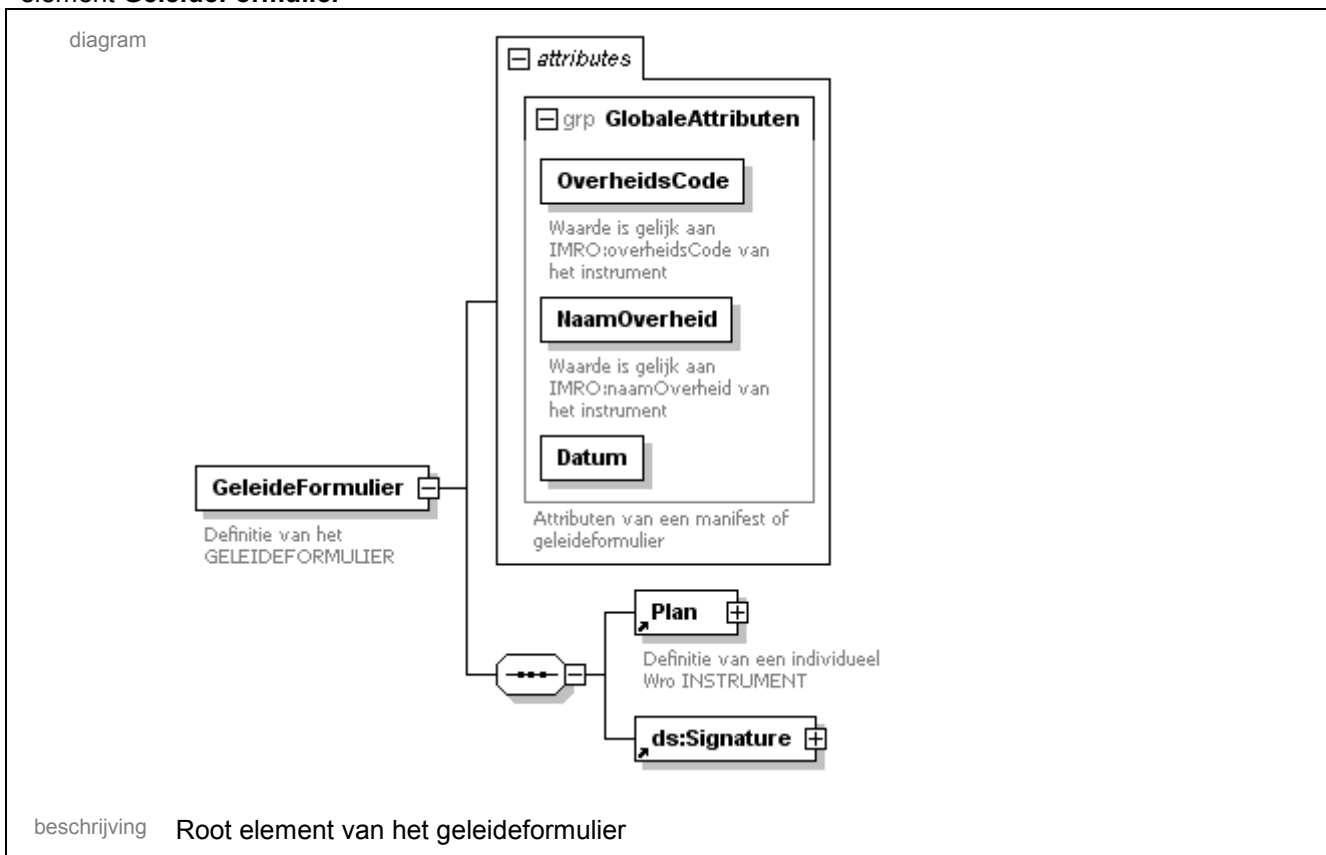 element GeleideFormulier
diagram
attributes
grp GlobaleAttributen
OverheidsCode
Waarde is gelijk aan
IMRO:overheidsCode van
het instrument
NaamOverheid
Waarde is gelijk aan
IMRO:naamOverheid van
het instrument
Datum
Attributen van een manifest of
geleideformulier
GeleideFormulier
Definitie van het
GELEIDEFORMULIER
Plan
Definitie van een individueel
Wro INSTRUMENT
ds:Signature
beschrijving Root element van het geleideformulier